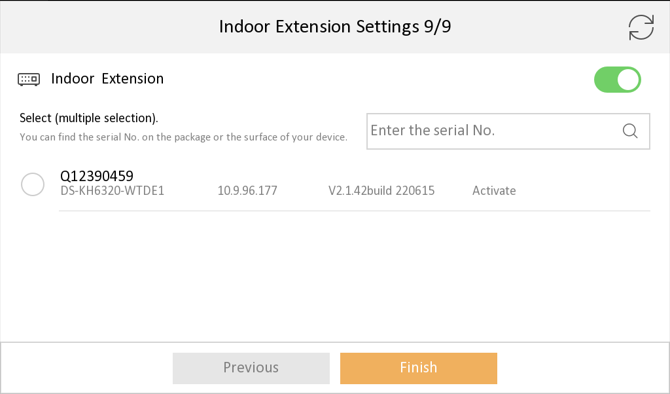 Indoor Extension Settings 9/9
Indoor Extension
Select (multiple selection).
You can find the serial No. on the package or the surface of your device.
Enter the serial No.
Q12390459
DS-KH6320-WTDE1 10.9.96.177 V2.1.42build 220615 Activate
Previous Finish